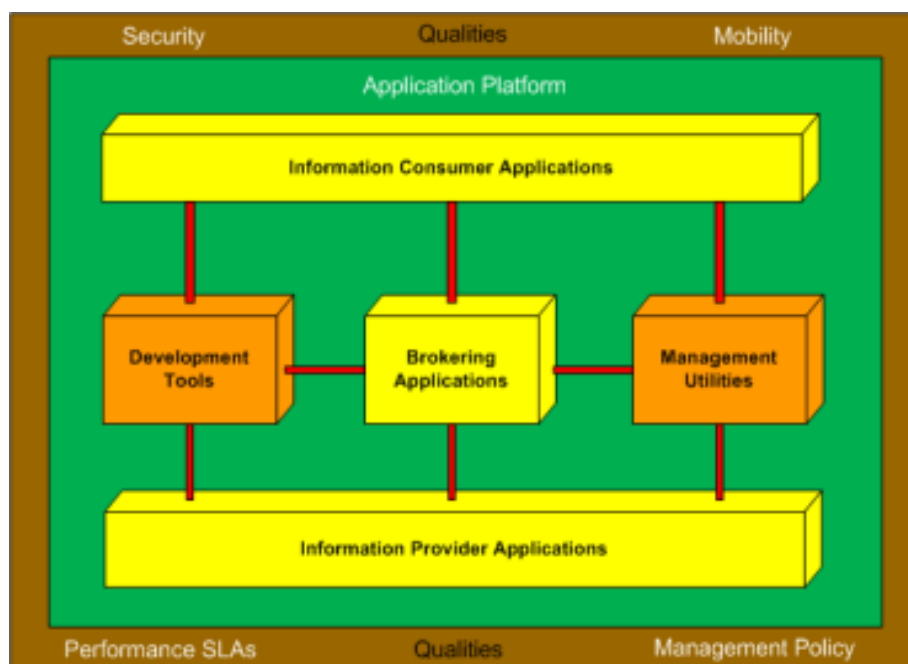 Security Qualities Mobility
Application Platform
Information Consumer Applications
Development Tools
Brokering Applications
Management Utilities
Information Provider Applications
Performance SLAs Qualities Management Policy